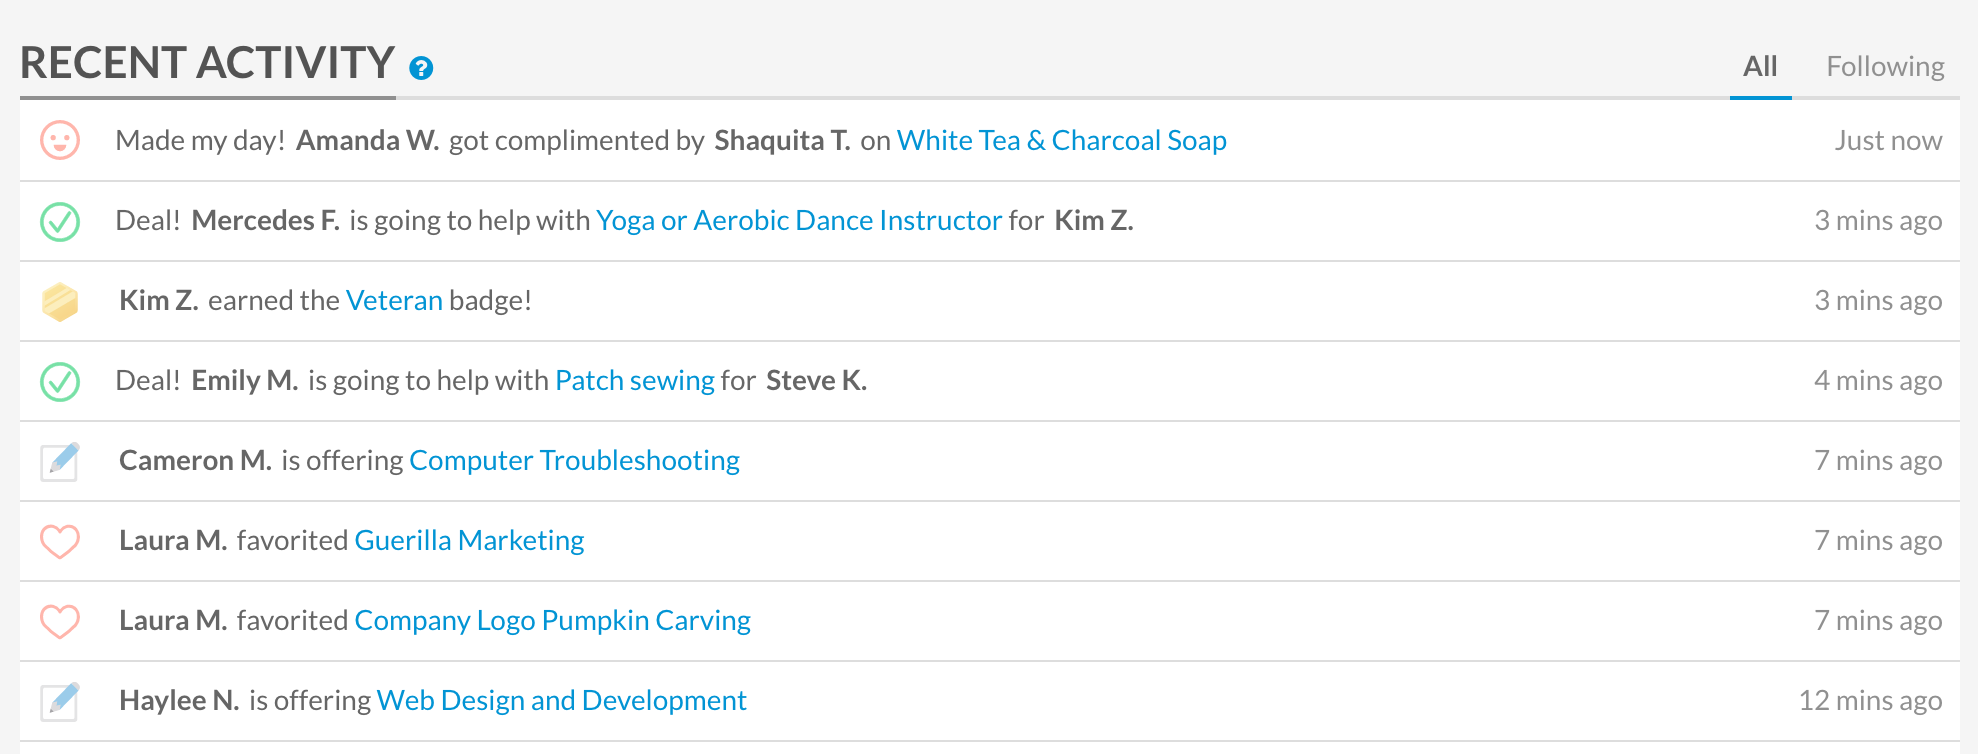 RECENT ACTIVITY ?
All Following
Made my day! Amanda W. got complimented by Shaquita T. on White Tea & Charcoal Soap Just now
Deal! Mercedes F. is going to help with Yoga or Aerobic Dance Instructor for Kim Z. 3 mins ago
Kim Z. earned the Veteran badge! 3 mins ago
Deal! Emily M. is going to help with Patch sewing for Steve K. 4 mins ago
Cameron M. is offering Computer Troubleshooting 7 mins ago
Laura M. favorited Guerilla Marketing 7 mins ago
Laura M. favorited Company Logo Pumpkin Carving 7 mins ago
Haylee N. is offering Web Design and Development 12 mins ago